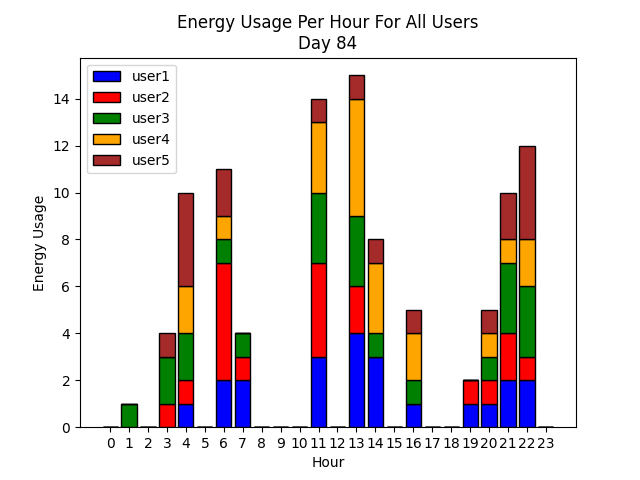 Energy Usage Per Hour For All Users
Day 84
user1
user2
user3
user4
user5
Energy Usage
14
12
10
8
6
4
2
0
0 1 2 3 4 5 6 7 8 9 10 11 12 13 14 15 16 17 18 19 20 21 22 23
Hour